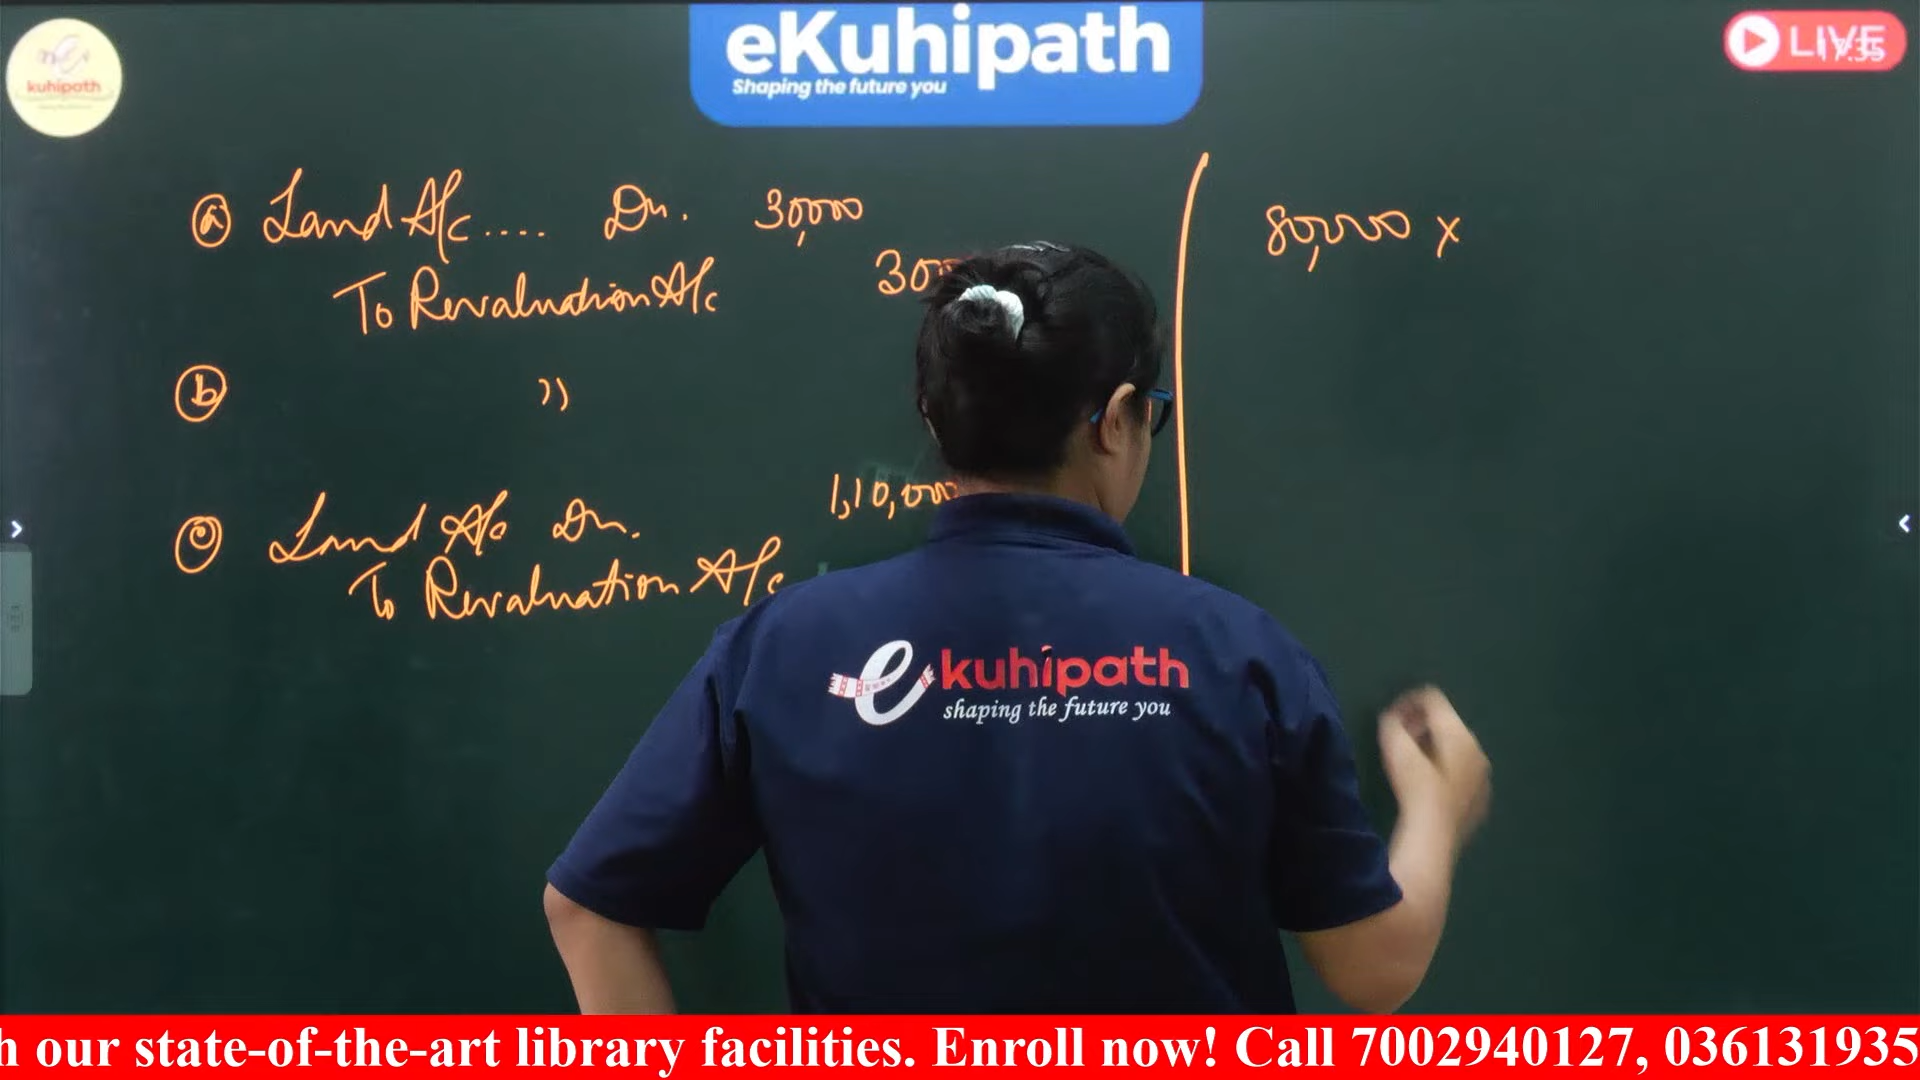 eKuhipath
Shaping the future you
kuhipath
LIVE
ⓐ Land A/c .... Dr. 30,000
To Revaluation A/c
ⓑ ))
ⓒ Land A/c Dr. 1,10,000
To Revaluation A/c
80,000 x
e kuhipath
shaping the future you
h our state-of-the-art library facilities. Enroll now! Call 7002940127, 036131935